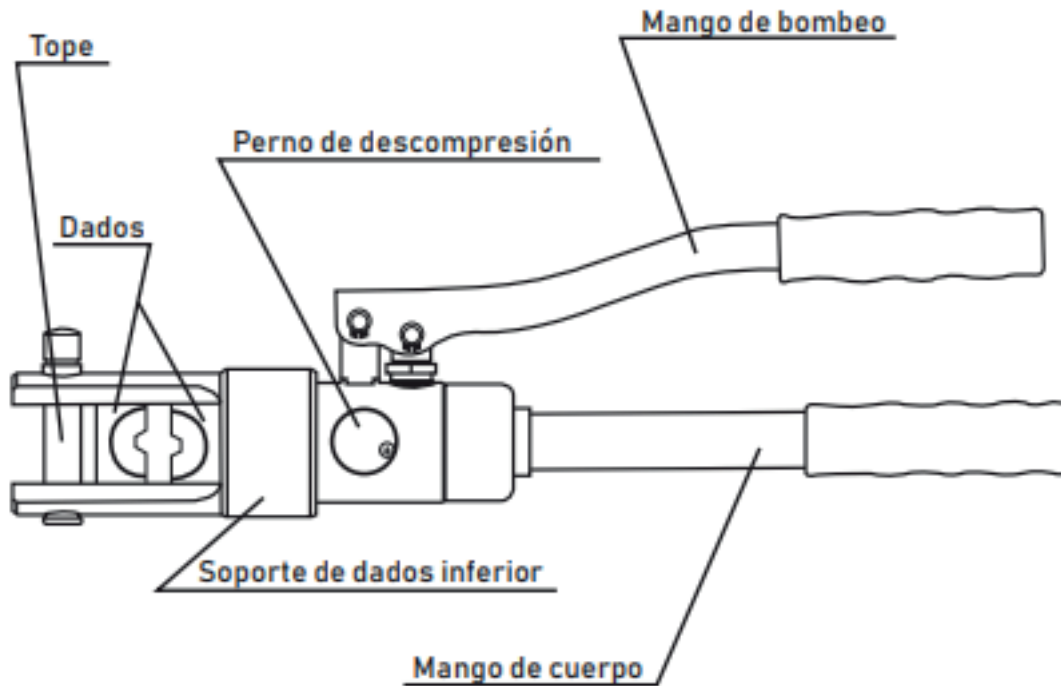 Mango de bombeo
Tope
Perno de descompresión
Dados
Soporte de dados inferior
Mango de cuerpo